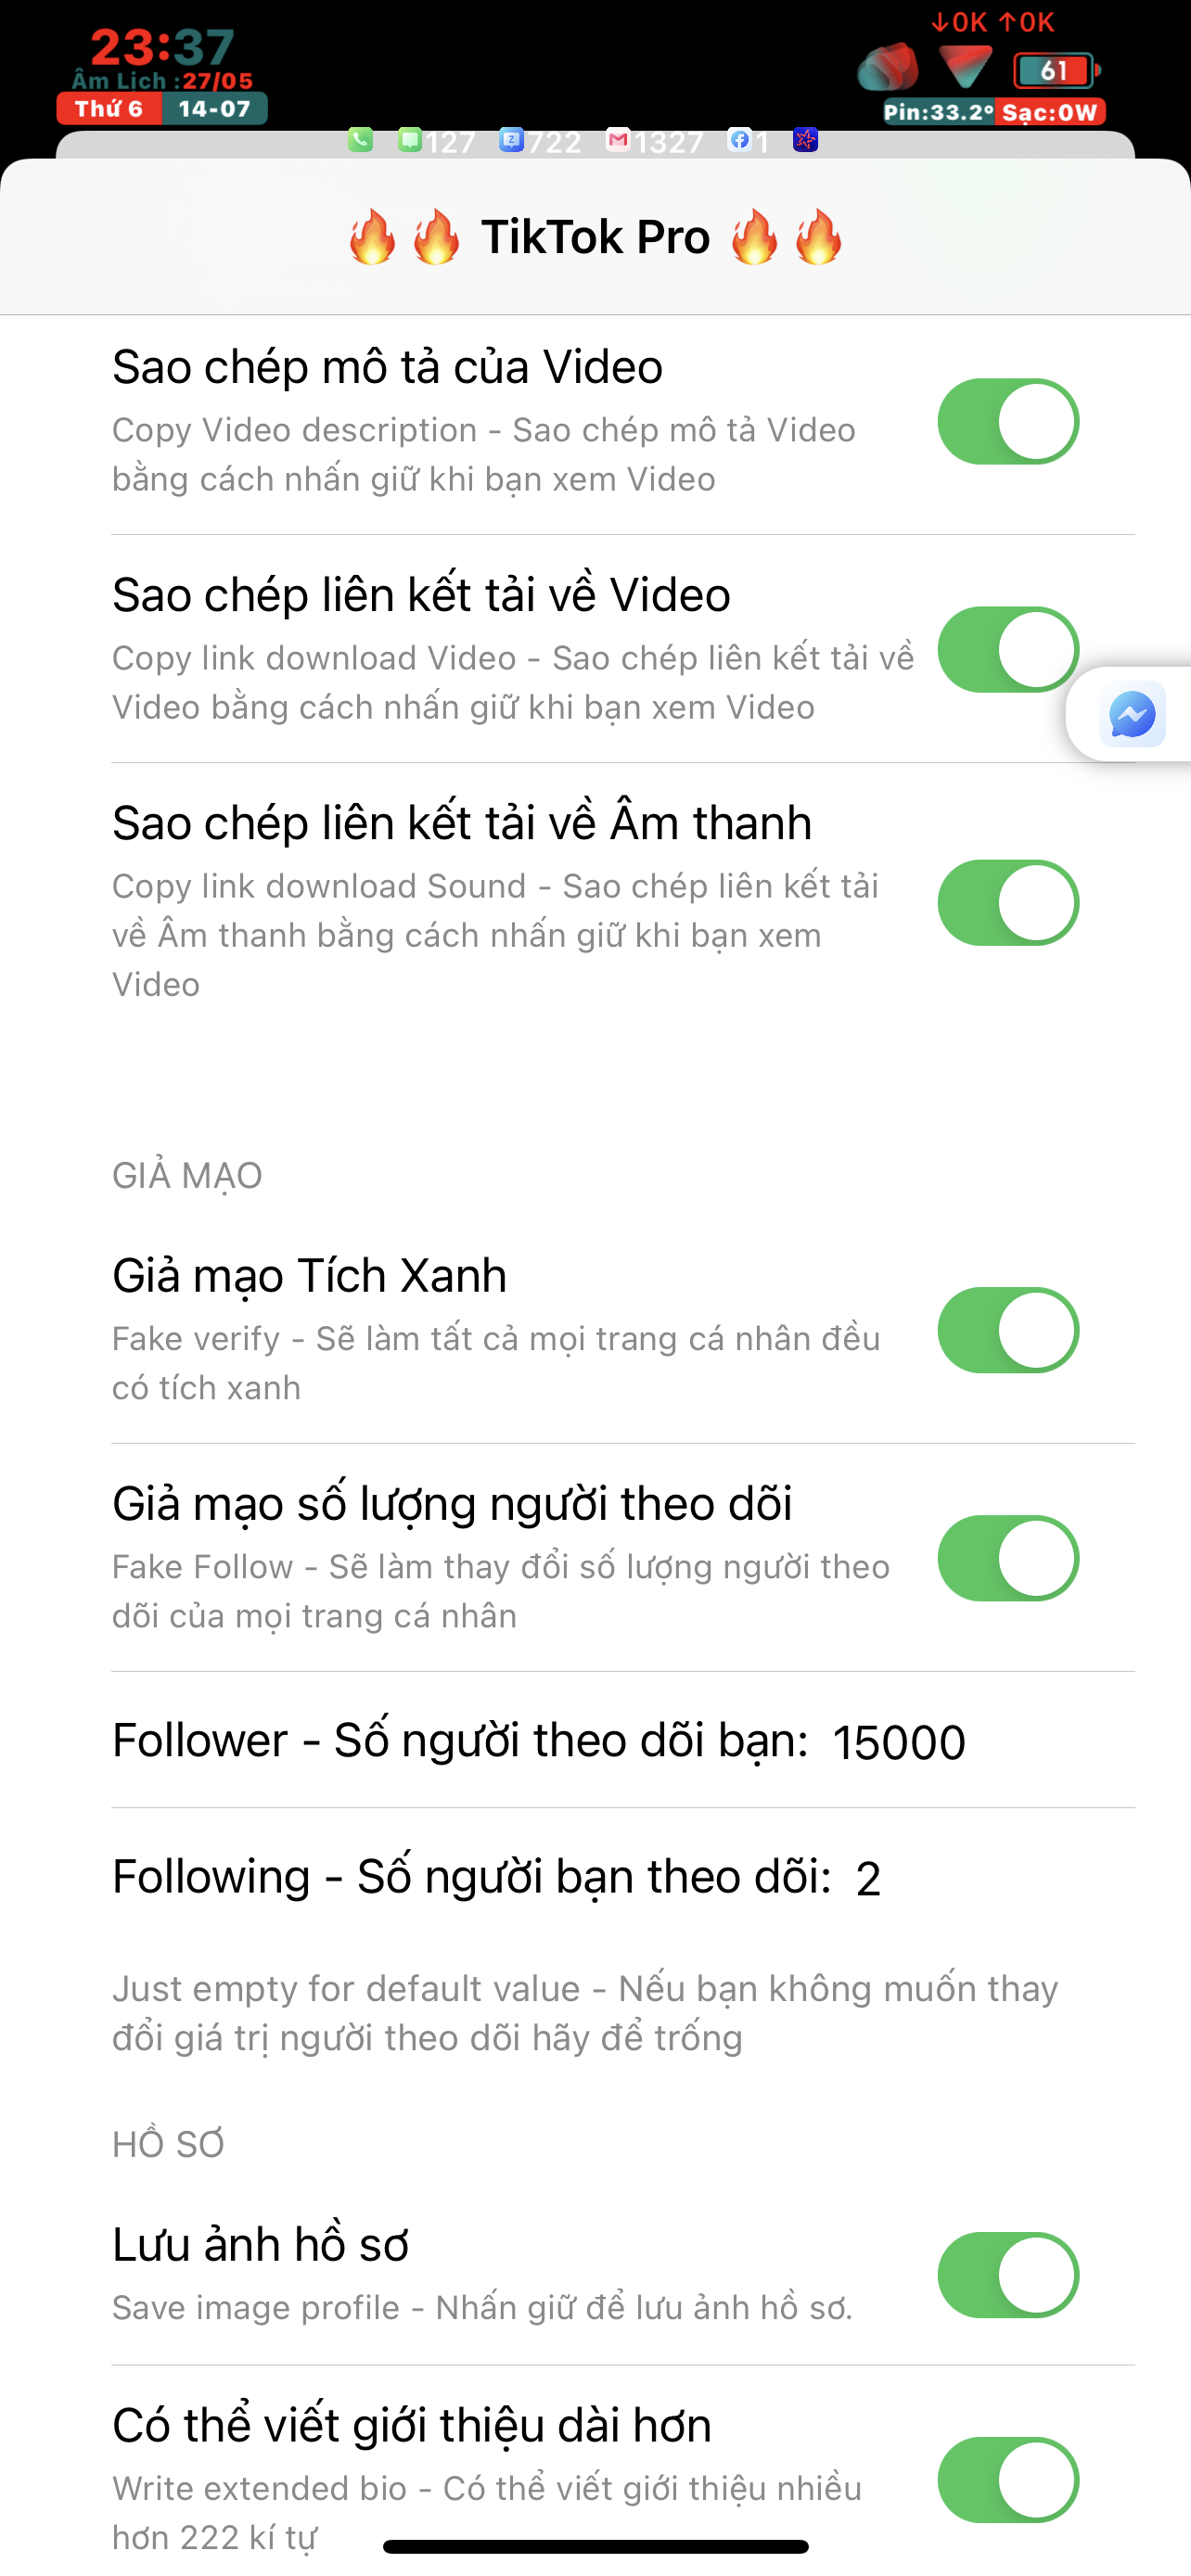 ↓0K ↑0K
23:37
Âm Lịch :27/05
Thứ 6 14-07
61
Pin:33.2° Sạc:0W
127 722 1327 1
🔥🔥 TikTok Pro 🔥🔥
Sao chép mô tả của Video
Copy Video description - Sao chép mô tả Video
bằng cách nhấn giữ khi bạn xem Video
Sao chép liên kết tải về Video
Copy link download Video - Sao chép liên kết tải về
Video bằng cách nhấn giữ khi bạn xem Video
Sao chép liên kết tải về Âm thanh
Copy link download Sound - Sao chép liên kết tải
về Âm thanh bằng cách nhấn giữ khi bạn xem
Video
GIẢ MẠO
Giả mạo Tích Xanh
Fake verify - Sẽ làm tất cả mọi trang cá nhân đều
có tích xanh
Giả mạo số lượng người theo dõi
Fake Follow - Sẽ làm thay đổi số lượng người theo
dõi của mọi trang cá nhân
Follower - Số người theo dõi bạn: 15000
Following - Số người bạn theo dõi: 2
Just empty for default value - Nếu bạn không muốn thay
đổi giá trị người theo dõi hãy để trống
HỒ SƠ
Lưu ảnh hồ sơ
Save image profile - Nhấn giữ để lưu ảnh hồ sơ.
Có thể viết giới thiệu dài hơn
Write extended bio - Có thể viết giới thiệu nhiều
hơn 222 kí tự